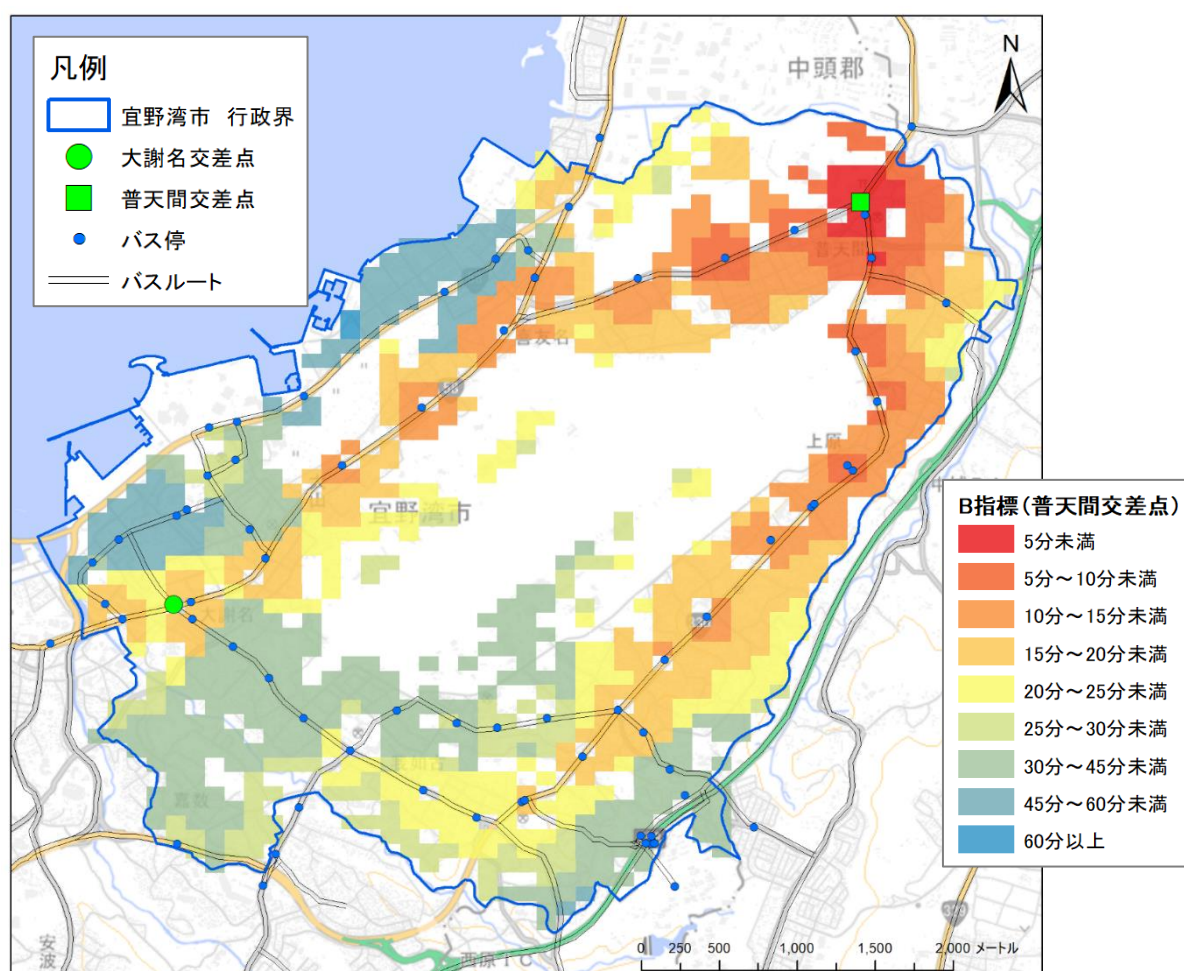 凡例
宜野湾市 行政界
大謝名交差点
普天間交差点
バス停
バスルート
中頭郡
N
普天間
喜友名
上原
宜野湾市
大謝名
嘉数
安波
西原IC
B指標(普天間交差点)
5分未満
5分~10分未満
10分~15分未満
15分~20分未満
20分~25分未満
25分~30分未満
30分~45分未満
45分~60分未満
60分以上
0 250 500 1,000 1,500 2,000 メートル